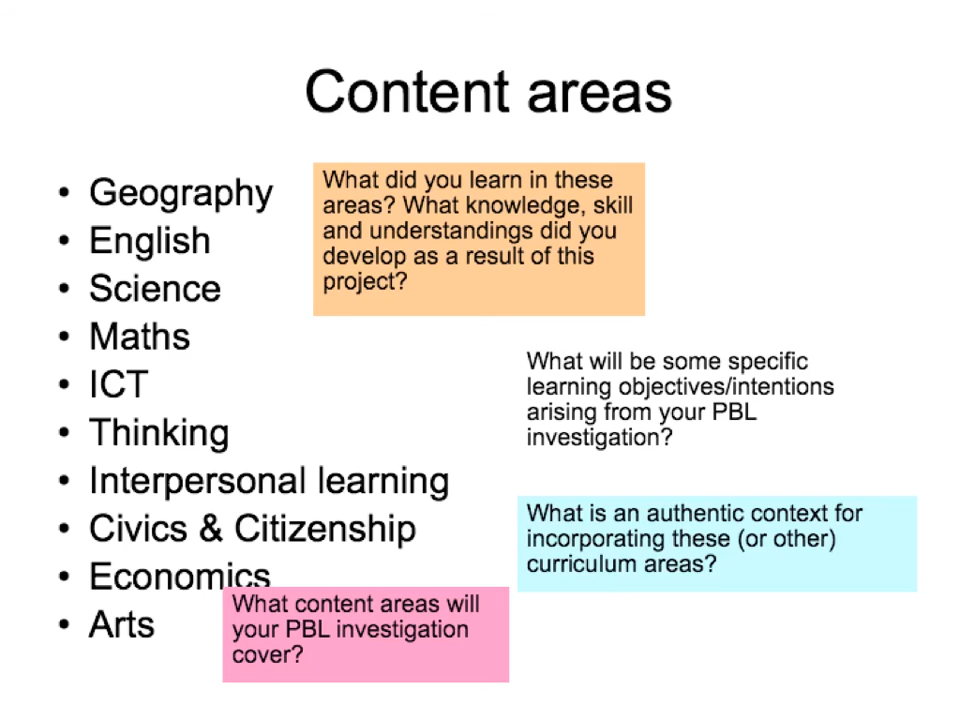 Content areas
• Geography
• English
• Science
• Maths
• ICT
• Thinking
• Interpersonal learning
• Civics & Citizenship
• Economics
• Arts
What did you learn in these
areas? What knowledge, skill
and understandings did you
develop as a result of this
project?
What will be some specific
learning objectives/intentions
arising from your PBL
investigation?
What is an authentic context for
incorporating these (or other)
curriculum areas?
What content areas will
your PBL investigation
cover?